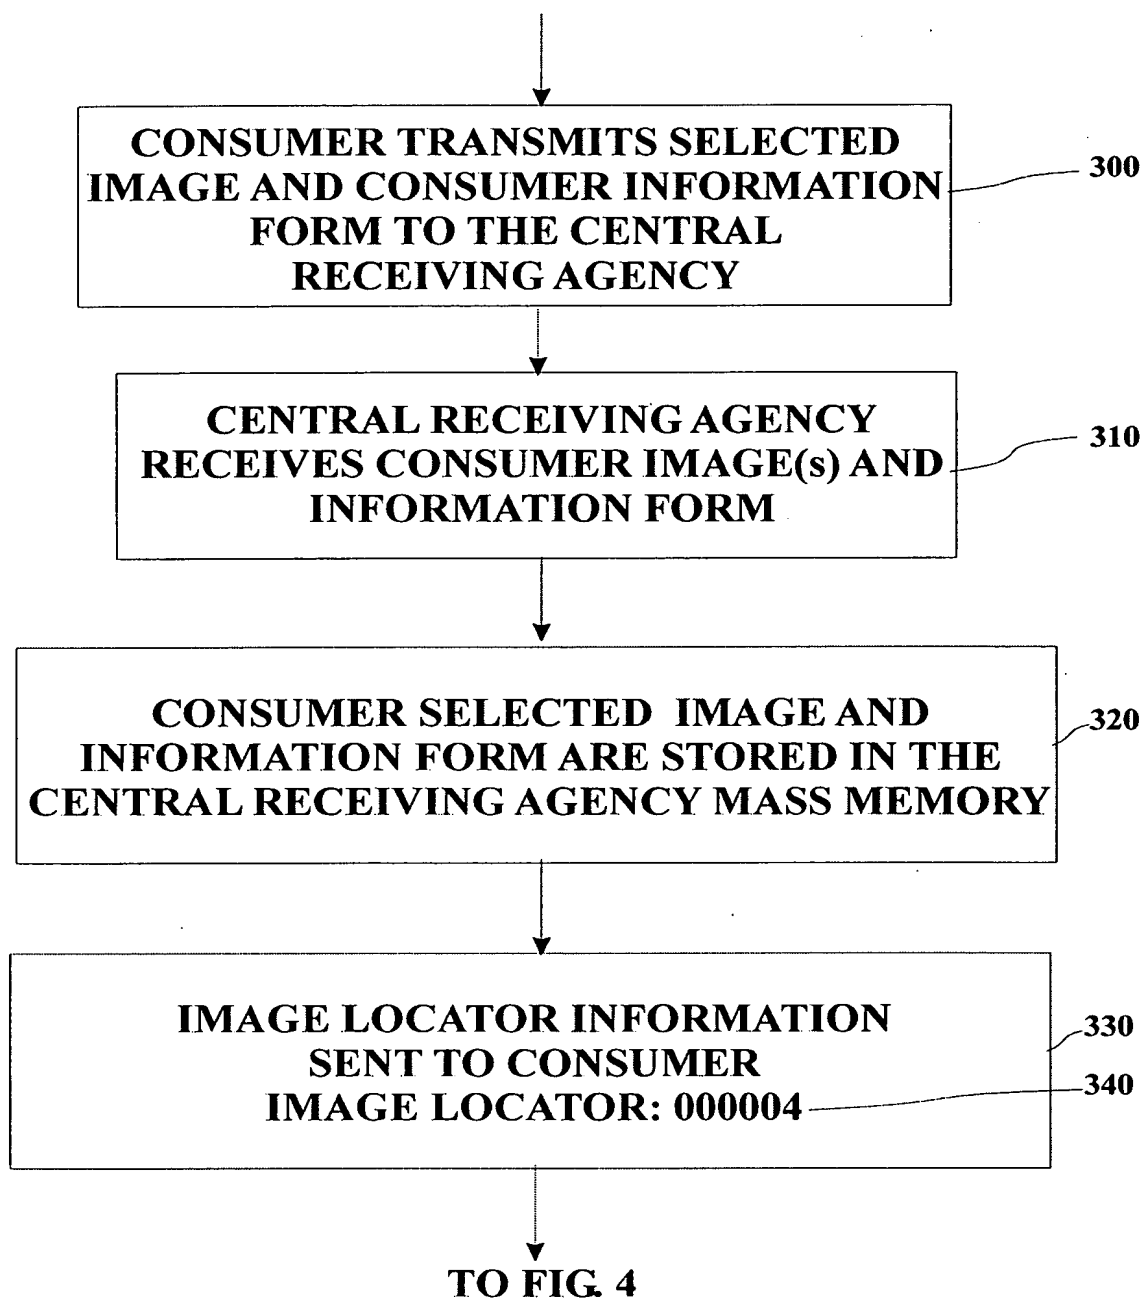 CONSUMER TRANSMITS SELECTED
IMAGE AND CONSUMER INFORMATION
FORM TO THE CENTRAL
RECEIVING AGENCY
300
CENTRAL RECEIVING AGENCY
RECEIVES CONSUMER IMAGE(s) AND
INFORMATION FORM
310
CONSUMER SELECTED IMAGE AND
INFORMATION FORM ARE STORED IN THE
CENTRAL RECEIVING AGENCY MASS MEMORY
320
IMAGE LOCATOR INFORMATION
SENT TO CONSUMER
IMAGE LOCATOR: 000004
330
340
TO FIG. 4